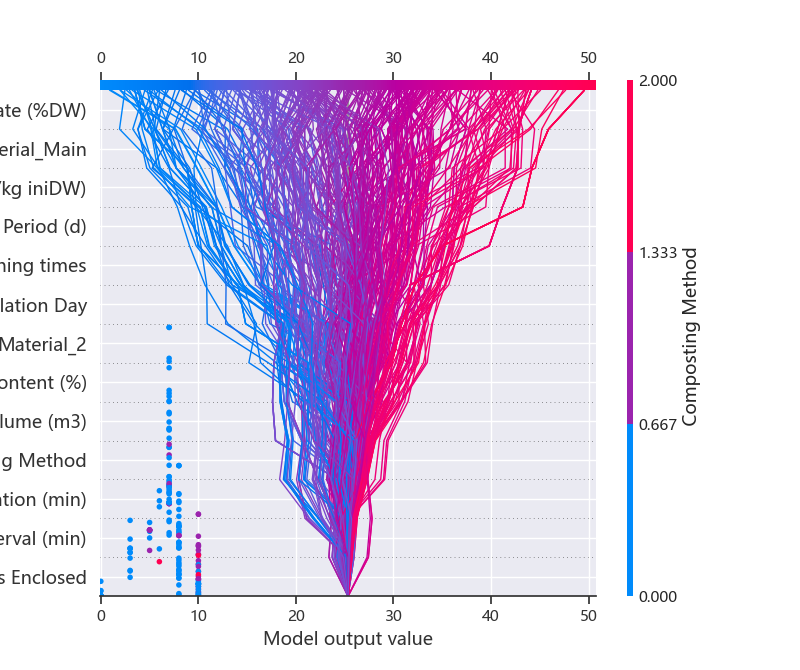 0 10 20 30 40 50
ate (%DW)
erial_Main
/kg iniDW)
Period (d)
ning times
lation Day
Material_2
ontent (%)
lume (m3)
g Method
ation (min)
erval (min)
s Enclosed
0 10 20 30 40 50
Model output value
2.000
1.333
0.667
0.000
Composting Method